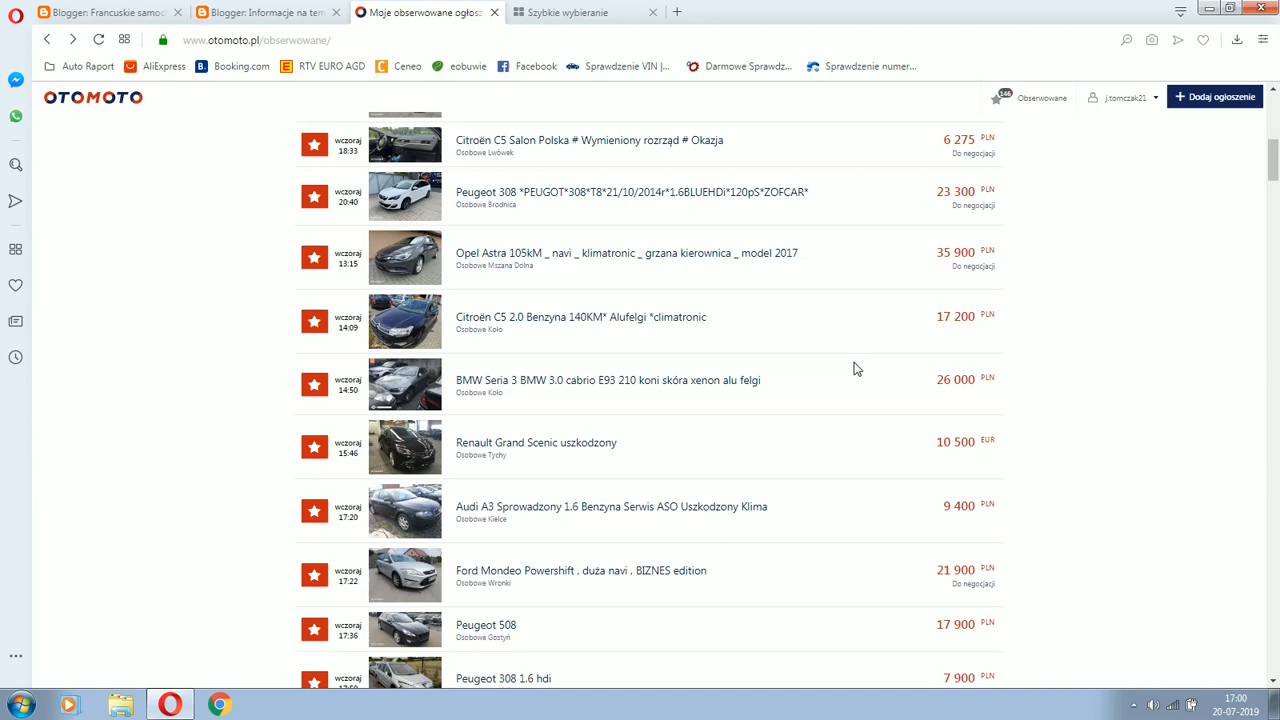 Blogger: Francuskie samoch
Blogger: Informacje na tem
Moje obserwowane ogłosz
Szybkie wybieranie
www.otomoto.pl/obserwowane/
Auto Raport
AliExpress
Booking.com
RTV EURO AGD
Ceneo
eobuwie
Facebook
Sprawdzenie VIN |...
Darmowe Sprawdz...
Sprawdzenie numer...
OTOMOTO
146
Obserwowane
j.tomczak21
+ Dodaj ogłoszenie
wczoraj
18:33
Citroën C5 Salon Polska # Wymieniony rozrząd # Okazja
Osobowe Lwówek
6 275 PLN
Do negocjacji
wczoraj
20:40
Peugeot 308 *PEUGOT*308*T8*01/10/2014r*1.6BLUEHDi*120pS*ZOFCAR*
Osobowe Brodnica
23 300 PLN
Do negocjacji
wczoraj
13:15
Opel Astra 105kM _ navi _ klimatronic _ grzana kierownica _ model 2017
Osobowe Mszana Dolna
35 900 PLN
Do negocjacji
wczoraj
14:09
Citroën C5 2.0 Benzyna 140KM* Alufelgi *climatronic
Osobowe Koło
17 200 PLN
wczoraj
14:50
BMW Seria 3 BMW 3.0 cabrio E93 210 koni skóra xenon alu felgi
Osobowe Koło
26 000 PLN
wczoraj
15:46
Renault Grand Scenic uszkodzony
Osobowe Tychy
10 500 EUR
wczoraj
17:20
Audi A3 Sprowadzony 1.6 Benzyna Serwis ASO Uszkodzony Klima
Osobowe Kielce
9 400 PLN
wczoraj
17:22
Ford Mondeo Powershift , duża navi , BIZNES edition
Osobowe Wronki
21 900 PLN
Do negocjacji
wczoraj
17:36
Peugeot 508
Osobowe Gostyń
17 900 PLN
wczoraj
Peugeot 308 1.6 hdi
7 900 PLN
17:00
20-07-2019